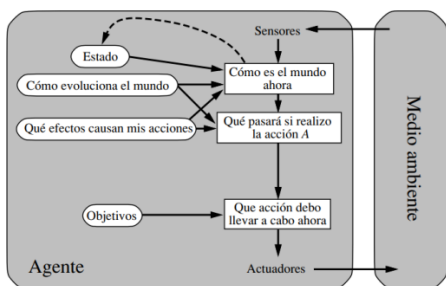 Sensores
Estado
Cómo evoluciona el mundo
Cómo es el mundo
ahora
Qué efectos causan mis acciones
Qué pasará si realizo
la acción A
Objetivos
Que acción debo
llevar a cabo ahora
Agente
Actuadores
Medio ambiente